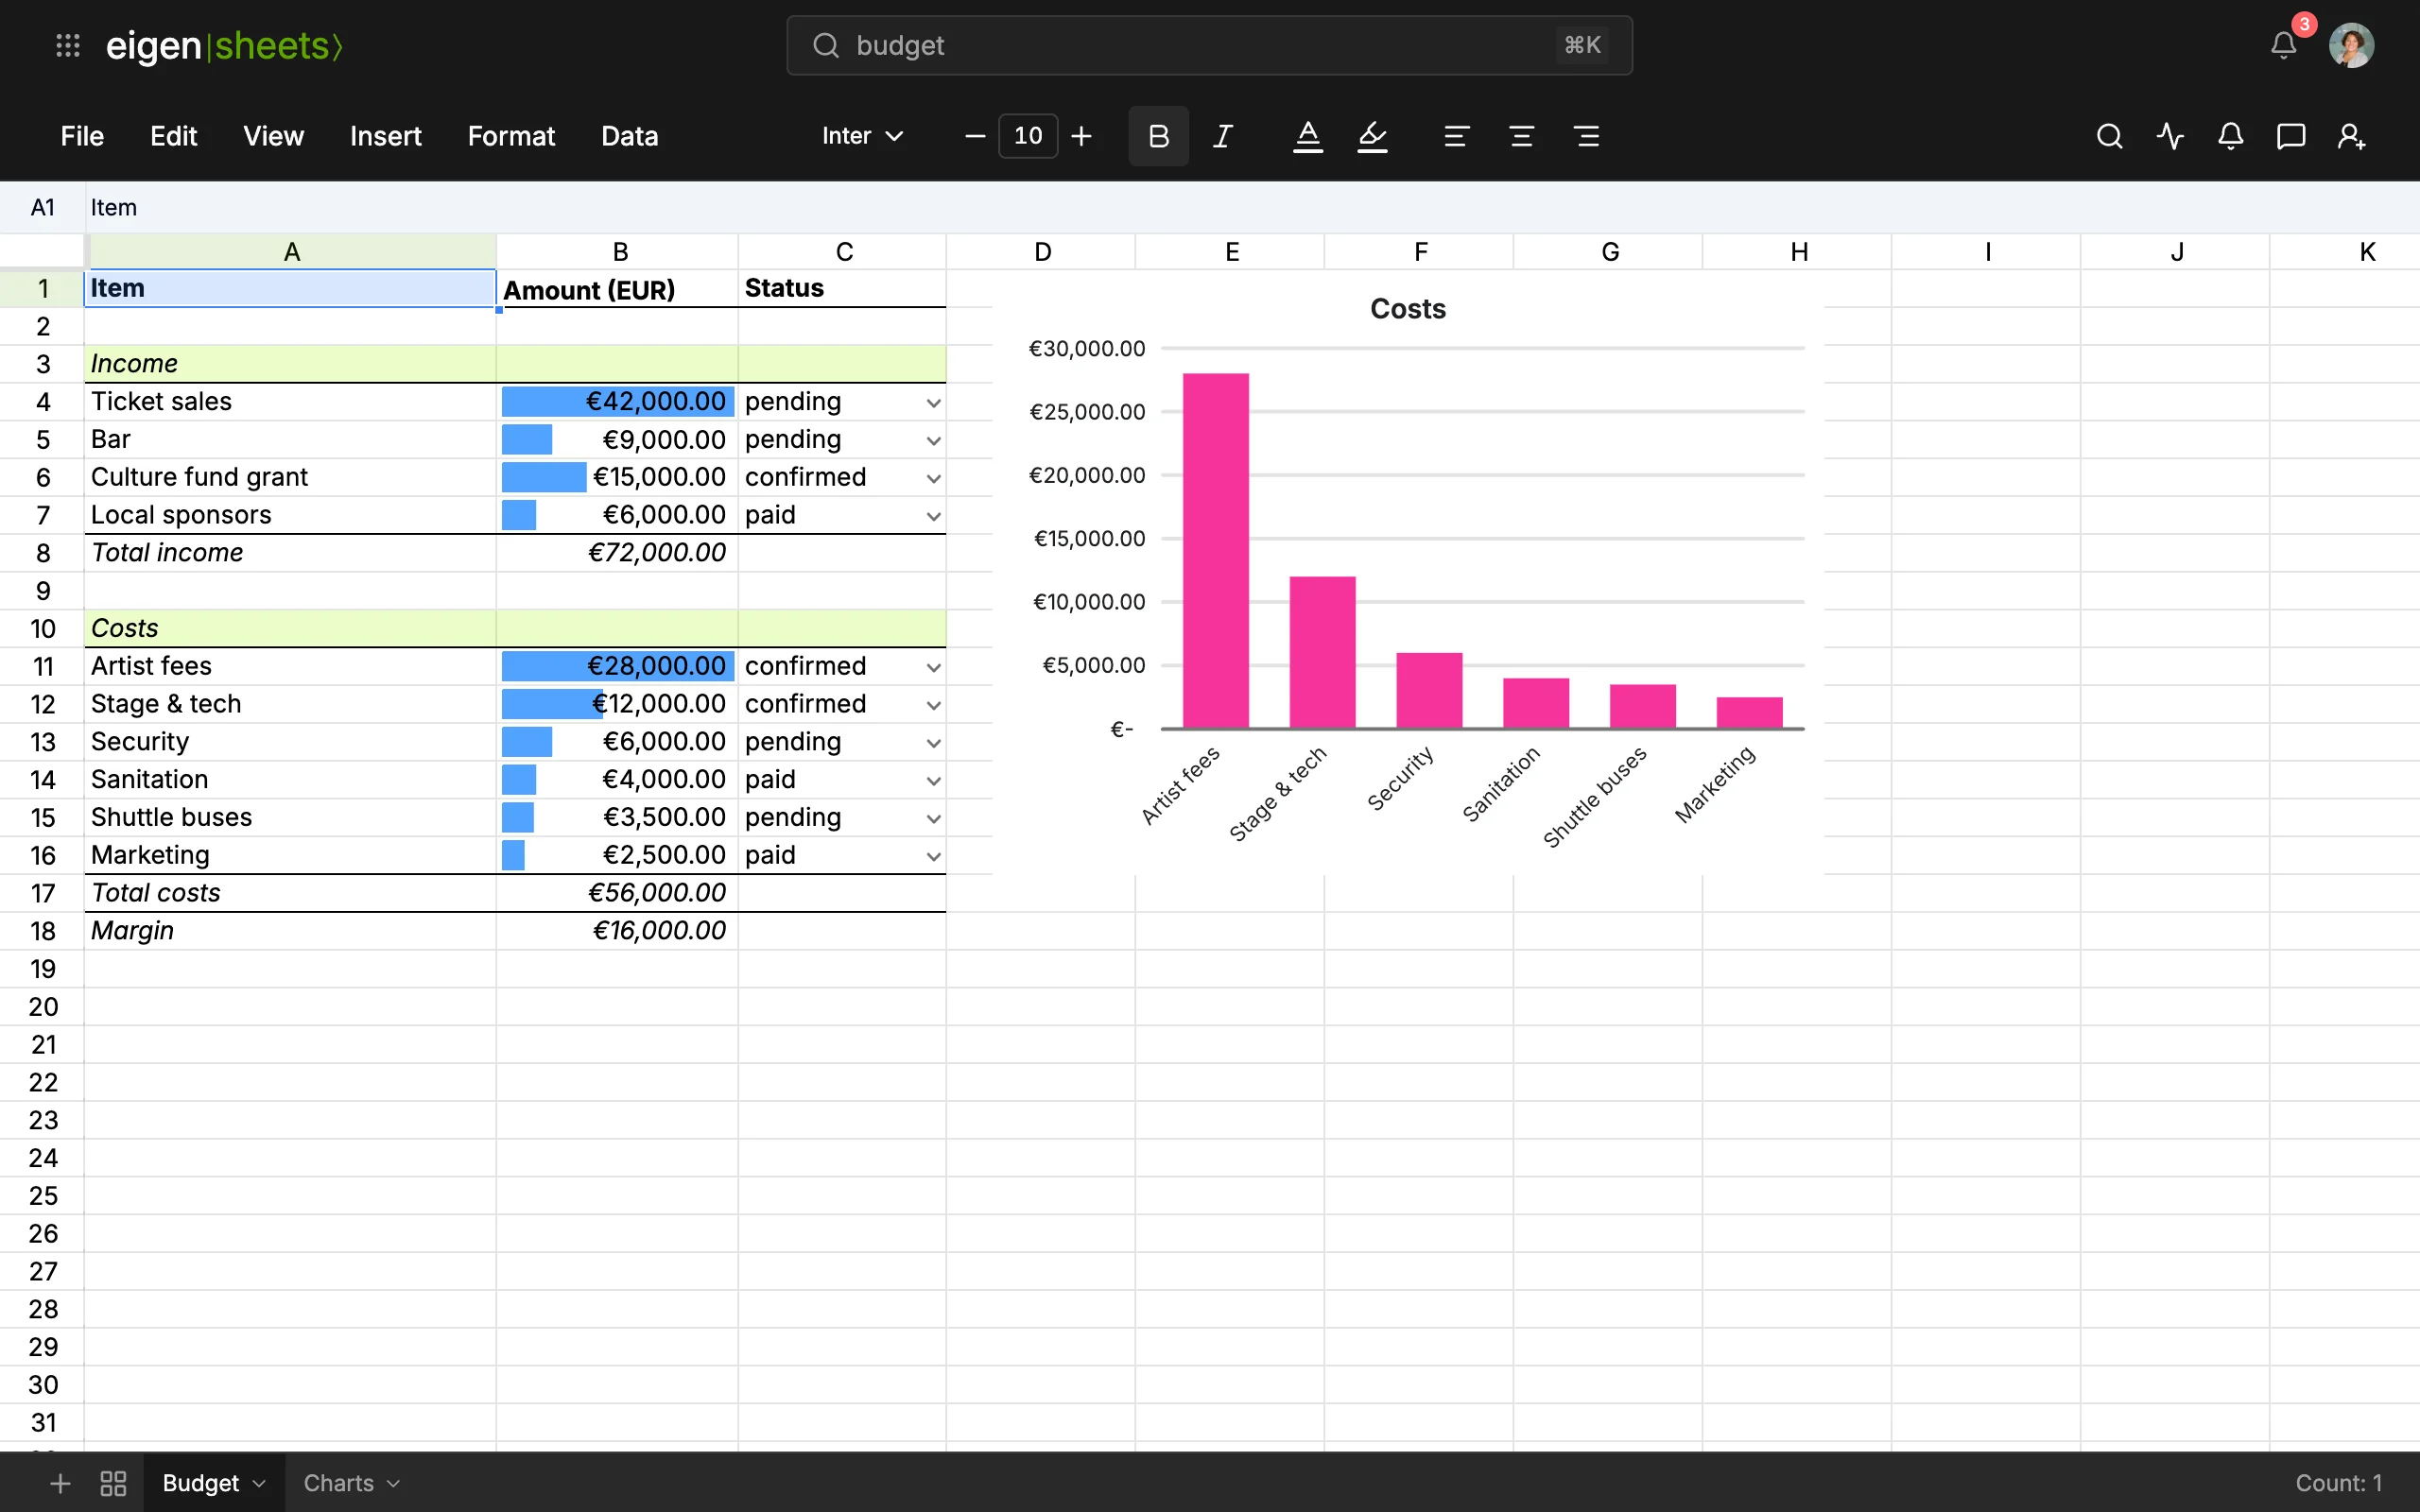 eigen|sheets⟩
budget
⌘K
3
File Edit View Insert Format Data
Inter
10
B I A
A1 Item
A B C D E F G H I J K
1 Item Amount (EUR) Status
2
3 Income
4 Ticket sales €42,000.00 pending
5 Bar €9,000.00 pending
6 Culture fund grant €15,000.00 confirmed
7 Local sponsors €6,000.00 paid
8 Total income €72,000.00
9
10 Costs
11 Artist fees €28,000.00 confirmed
12 Stage & tech €12,000.00 confirmed
13 Security €6,000.00 pending
14 Sanitation €4,000.00 paid
15 Shuttle buses €3,500.00 pending
16 Marketing €2,500.00 paid
17 Total costs €56,000.00
18 Margin €16,000.00
19
20
21
22
23
24
25
26
27
28
29
30
31
Costs
€30,000.00
€25,000.00
€20,000.00
€15,000.00
€10,000.00
€5,000.00
€-
Artist fees
Stage & tech
Security
Sanitation
Shuttle buses
Marketing
Budget
Charts
Count: 1